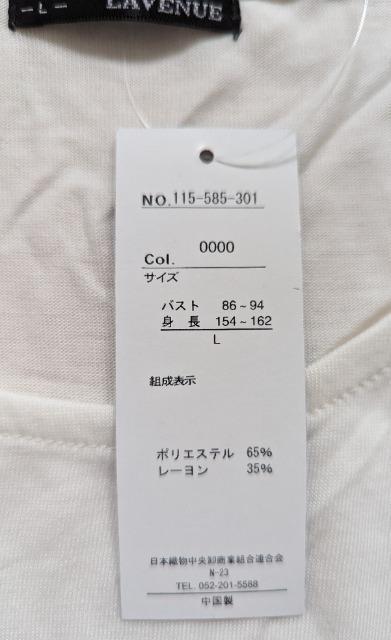 - L -
LAVENUE
NO. 115-585-301
Col. 0000
サイズ
バスト 86~94
身長 154~162
L
組成表示
ポリエステル 65%
レーヨン 35%
日本織物中央卸商業組合連合会
N-23
TEL. 052-201-5588
中国製